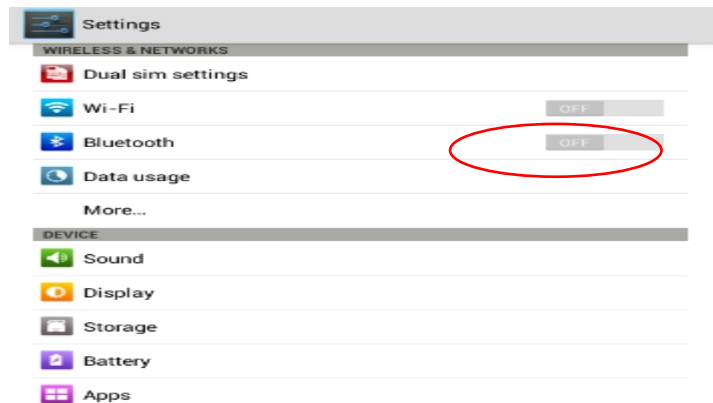 Settings
WIRELESS & NETWORKS
Dual sim settings
Wi-Fi OFF
Bluetooth OFF
Data usage
More...
DEVICE
Sound
Display
Storage
Battery
Apps